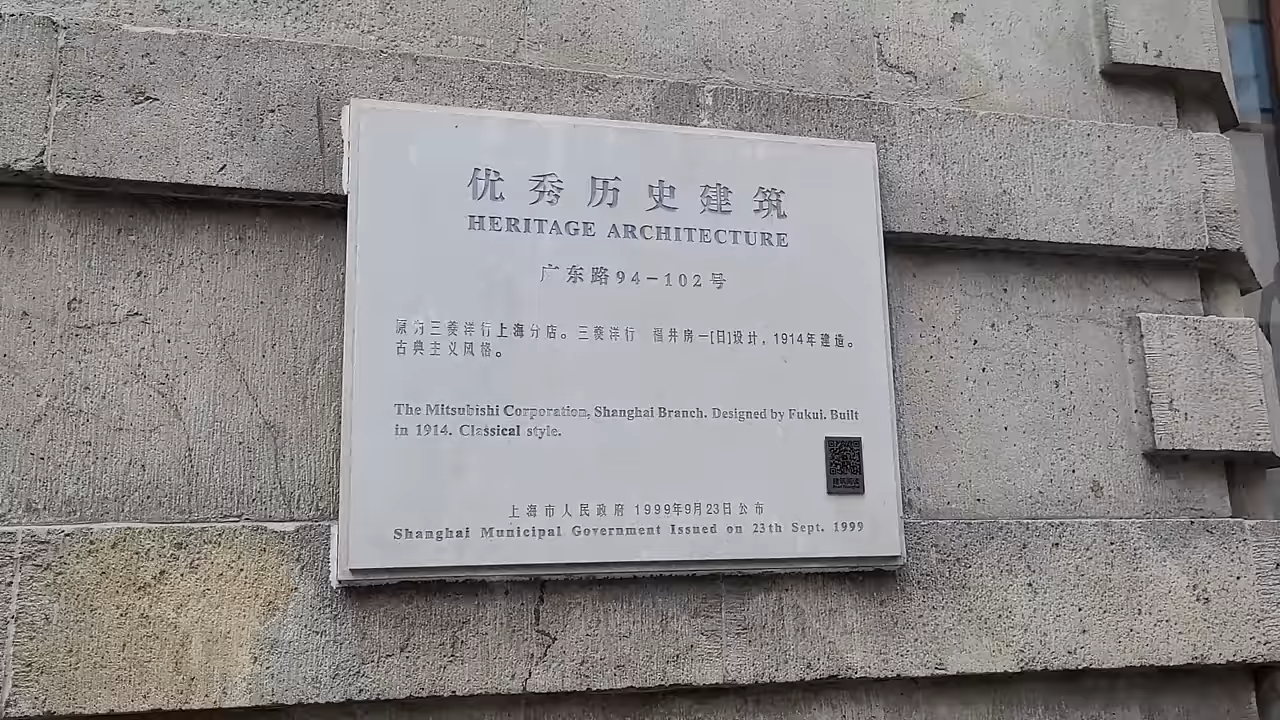 优秀历史建筑
HERITAGE ARCHITECTURE
广东路94－102号
原为三菱洋行上海分店。三菱洋行 福井房一[日]设计，1914年建造。
古典主义风格。
The Mitsubishi Corporation, Shanghai Branch. Designed by Fukui. Built
in 1914. Classical style.
建筑阅读
上海市人民政府 1999年9月23日公布
Shanghai Municipal Government Issued on 23th Sept. 1999